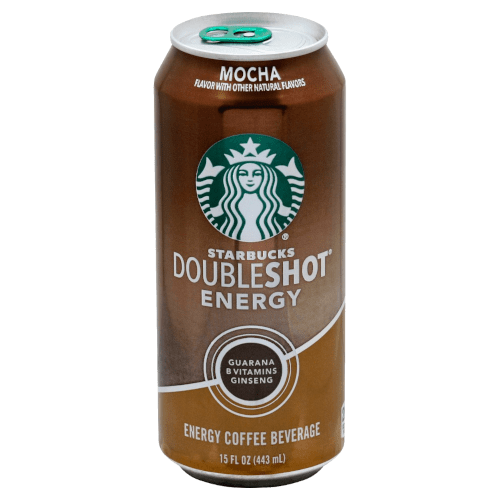 MOCHA
FLAVOR WITH OTHER NATURAL FLAVORS
®
STARBUCKS
DOUBLESHOT®
ENERGY
GUARANA
B VITAMINS
GINSENG
ENERGY COFFEE BEVERAGE
15 FL OZ (443 mL)